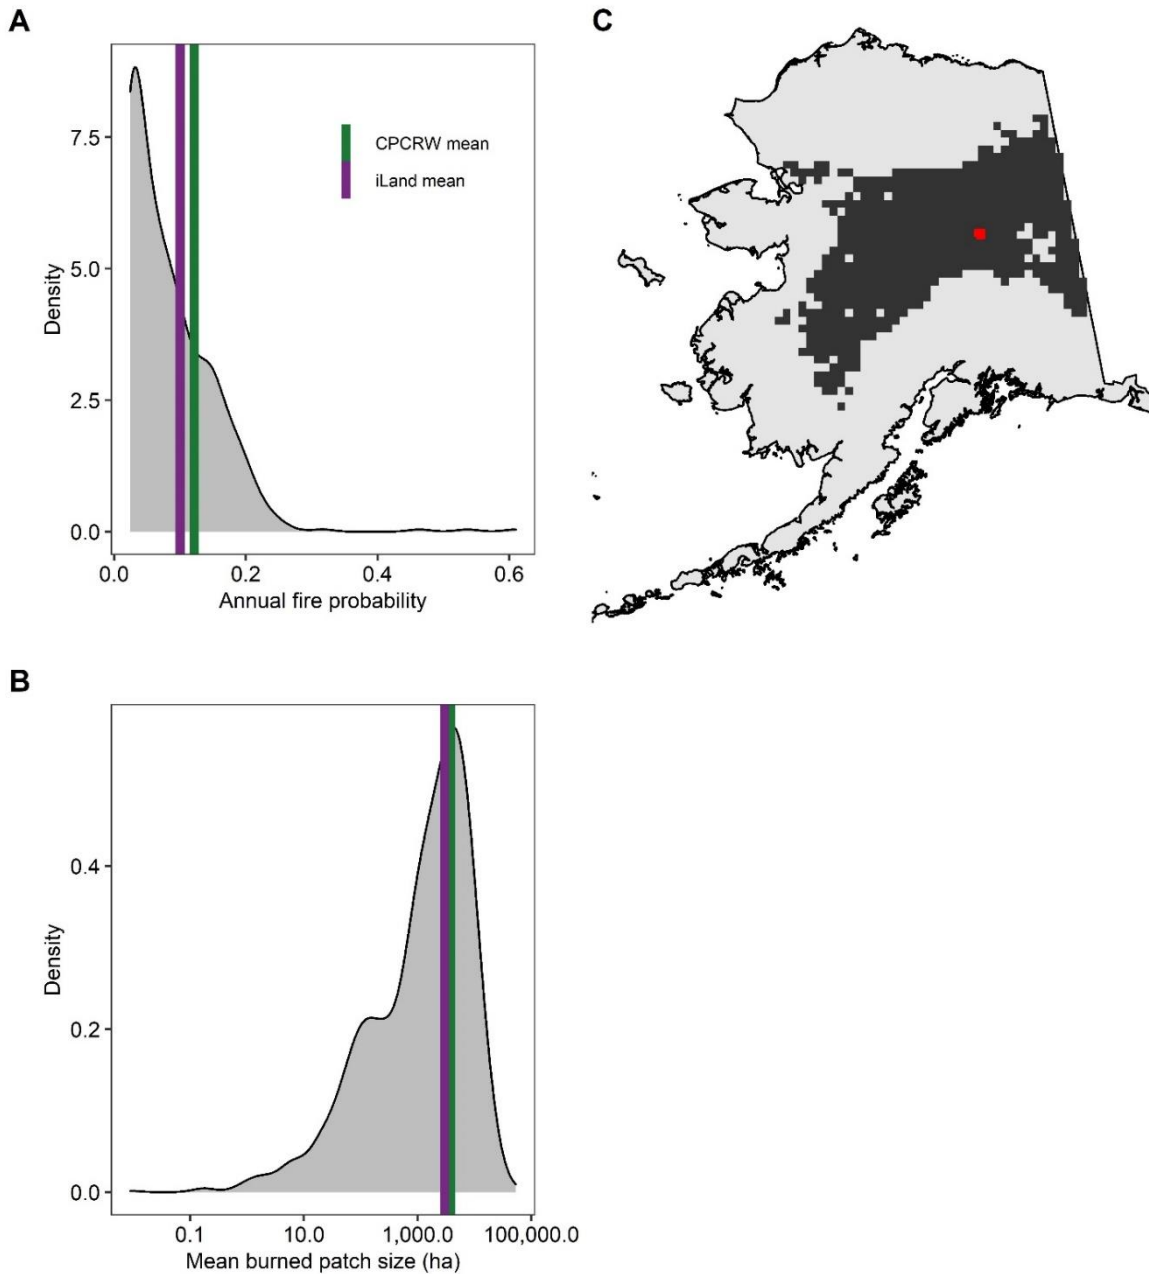 A
7.5
5.0
2.5
0.0
Density
CPCRW mean
iLand mean
0.0
0.2
0.4
0.6
Annual fire probability
C
B
0.4
0.2
0.0
Density
0.1
10.0
1,000.0
100,000.0
Mean burned patch size (ha)